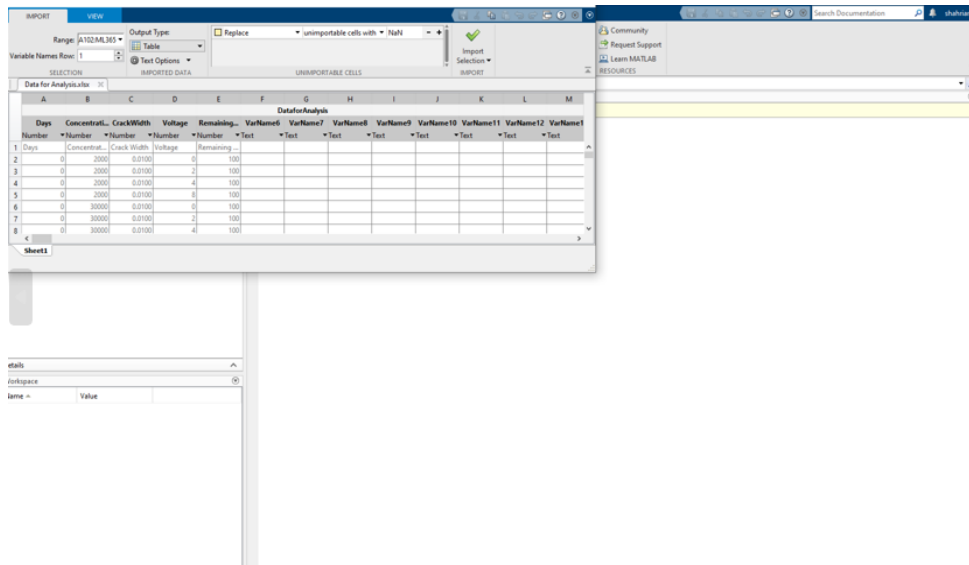 IMPORT VIEW
Search Documentation shahria
Range: A102:ML365
Variable Names Row: 1
SELECTION
Output Type:
Table
Text Options
IMPORTED DATA
Replace unimportable cells with NaN - +
UNIMPORTABLE CELLS
Import
Selection
IMPORT
Community
Request Support
Learn MATLAB
RESOURCES
Data for Analysis.xlsx
A B C D E F G H I J K L M
DataforAnalysis
Days Concentrati... CrackWidth Voltage Remaining... VarName6 VarName7 VarName8 VarName9 VarName10 VarName11 VarName12 VarName1
Number Number Number Number Number Text Text Text Text Text Text Text Text
1 Days Concentrat... Crack Width Voltage Remaining ...
2 0 2000 0.0100 0 100
3 0 2000 0.0100 2 100
4 0 2000 0.0100 4 100
5 0 2000 0.0100 8 100
6 0 30000 0.0100 0 100
7 0 30000 0.0100 2 100
8 0 30000 0.0100 4 100
Sheet1
etails
Workspace
Name Value